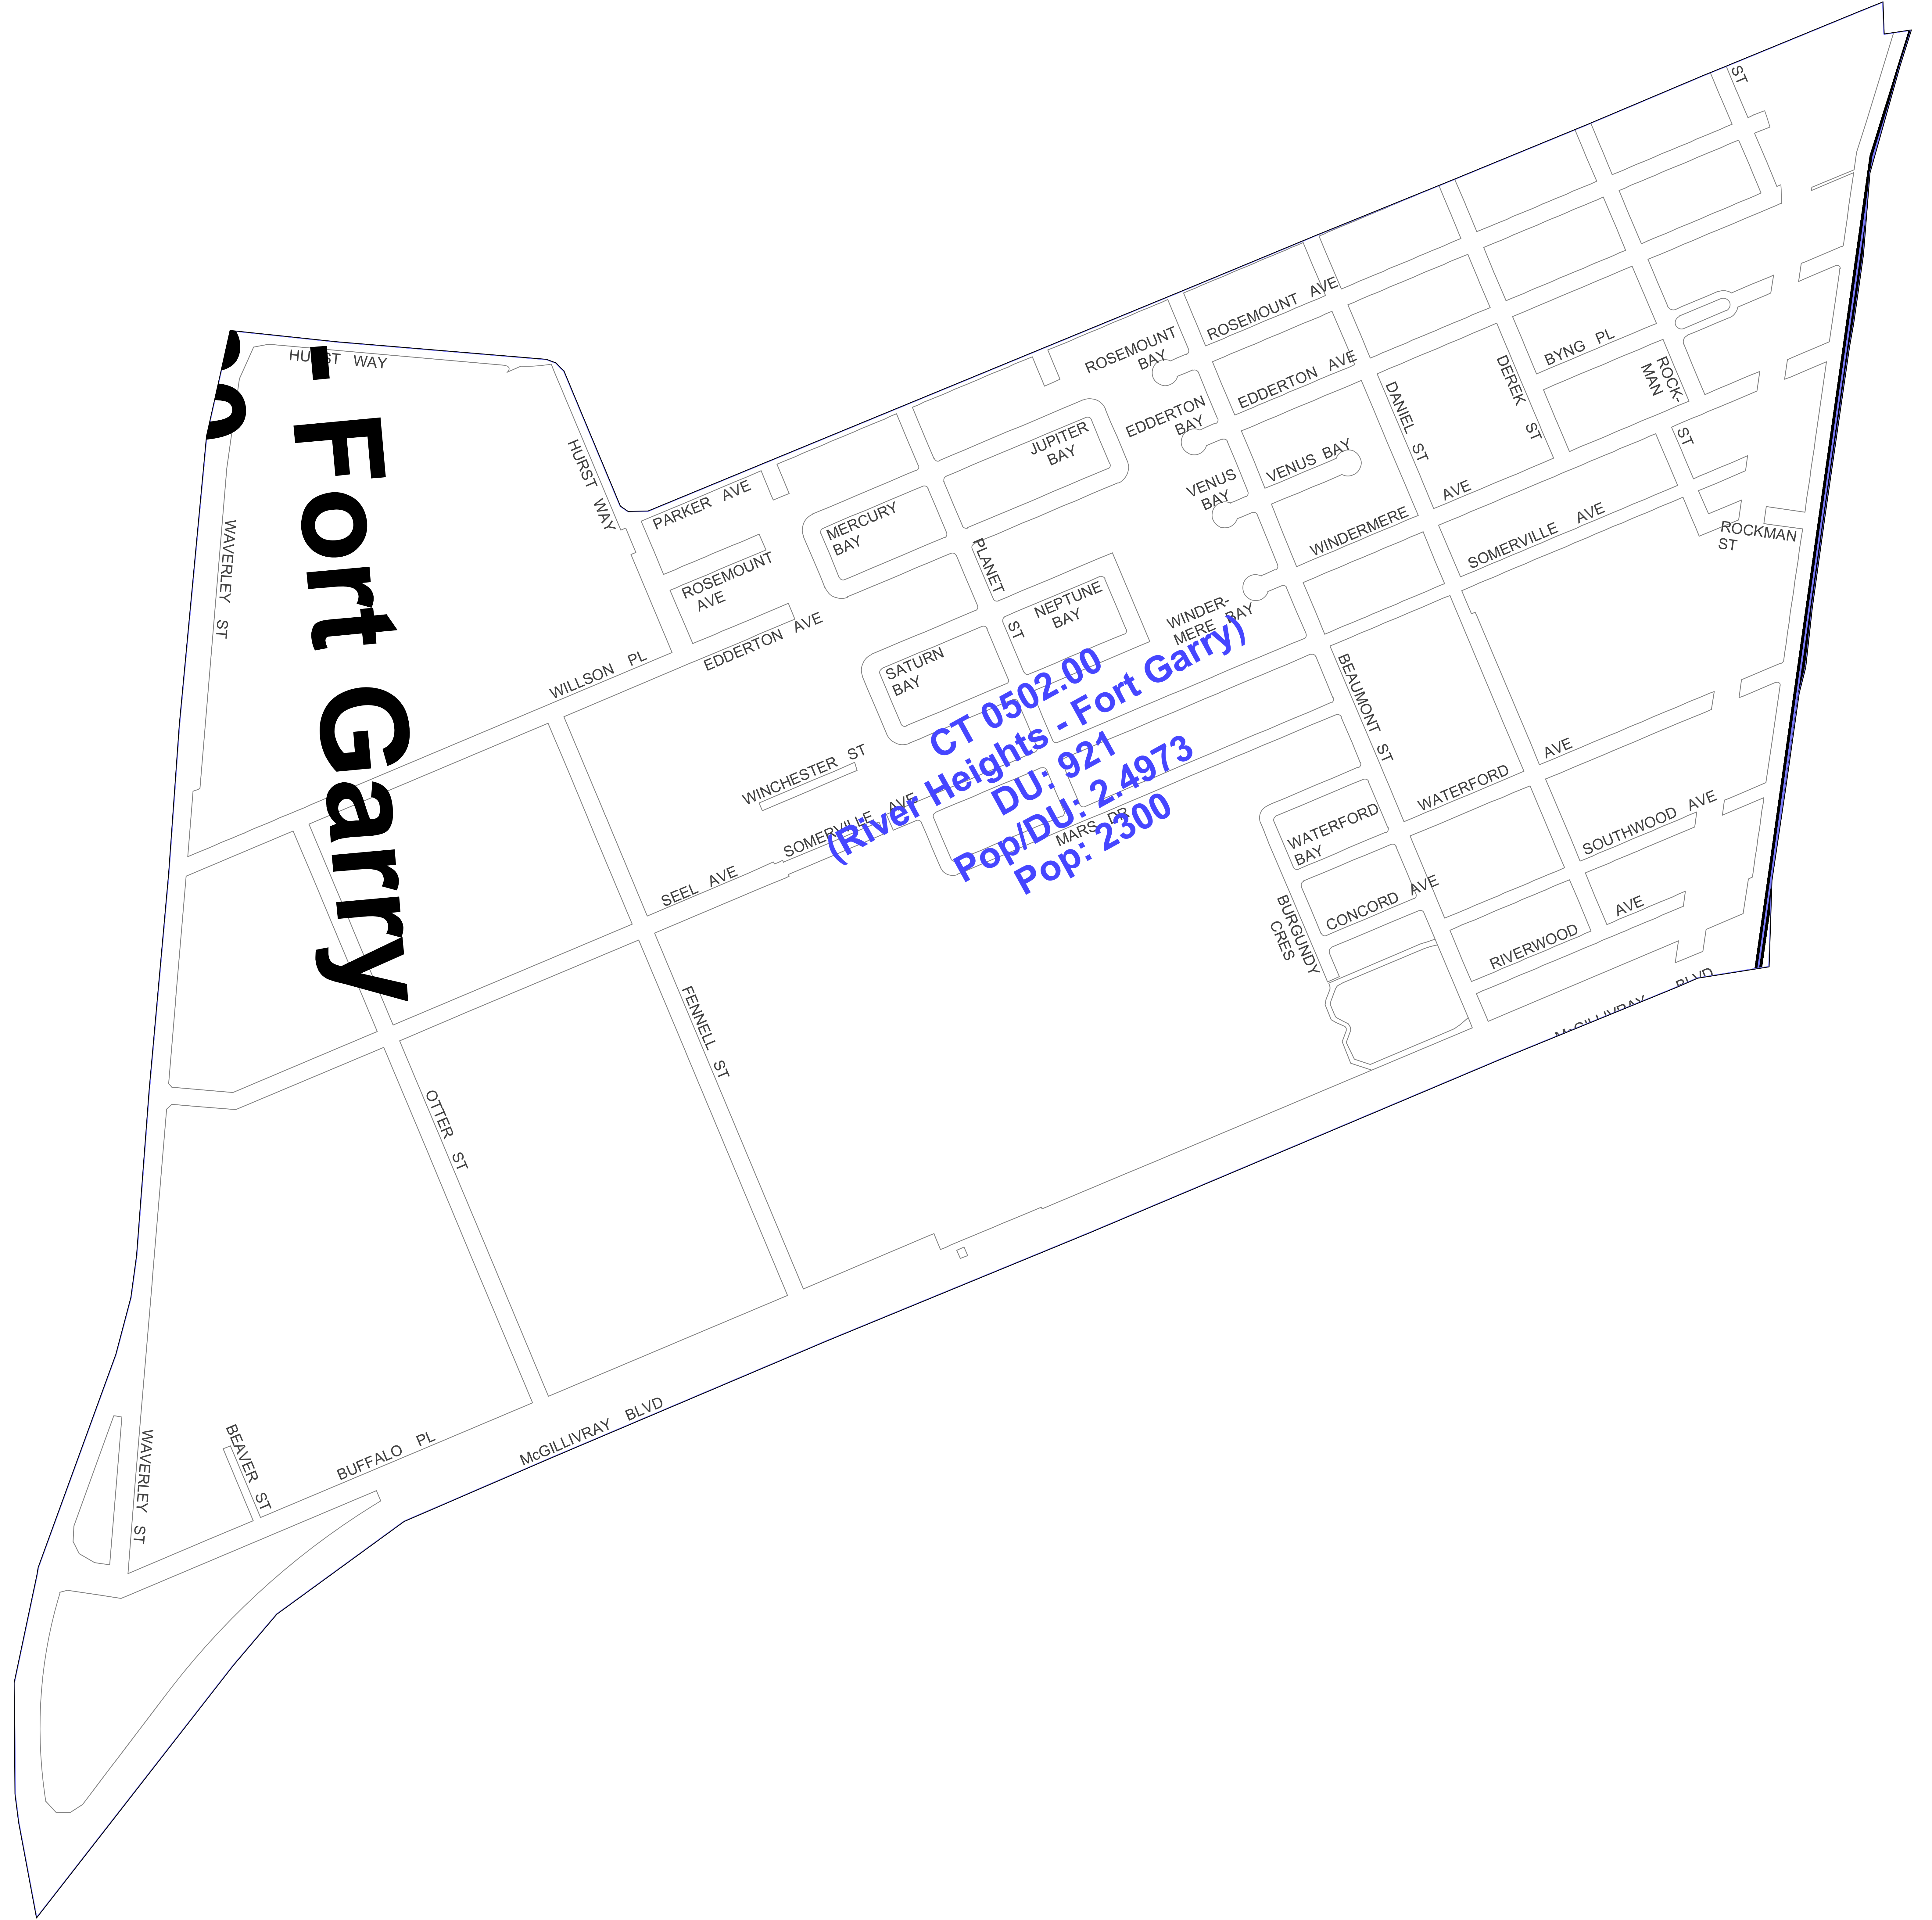 ST
HURST WAY
- Fort Garry
HURST WAY
WAVERLEY ST
PARKER AVE
ROSEMOUNT
AVE
EDDERTON AVE
WILLSON PL
MERCURY
BAY
JUPITER
BAY
PLANET
ST
NEPTUNE
BAY
SATURN
BAY
ROSEMOUNT
BAY
ROSEMOUNT AVE
EDDERTON
BAY
EDDERTON AVE
VENUS
BAY
VENUS BAY
WINDERMERE
AVE
WINDER-
MERE BAY
DANIEL ST
DEREK ST
BYNG PL
ROCK-
MAN
ST
SOMERVILLE AVE
ROCKMAN
ST
BEAUMONT ST
WINCHESTER ST
SOMERVILLE AVE
SEEL AVE
MARS DR
CT 0502.00
(River Heights - Fort Garry)
DU: 921
Pop/DU: 2.4973
Pop: 2300
WATERFORD
AVE
WATERFORD
BAY
SOUTHWOOD AVE
CONCORD AVE
BURGUNDY
CRES
RIVERWOOD
AVE
McGILLIVRAY BLVD
FENNELL ST
OTTER ST
WAVERLEY ST
BEAVER ST
BUFFALO PL
McGILLIVRAY BLVD